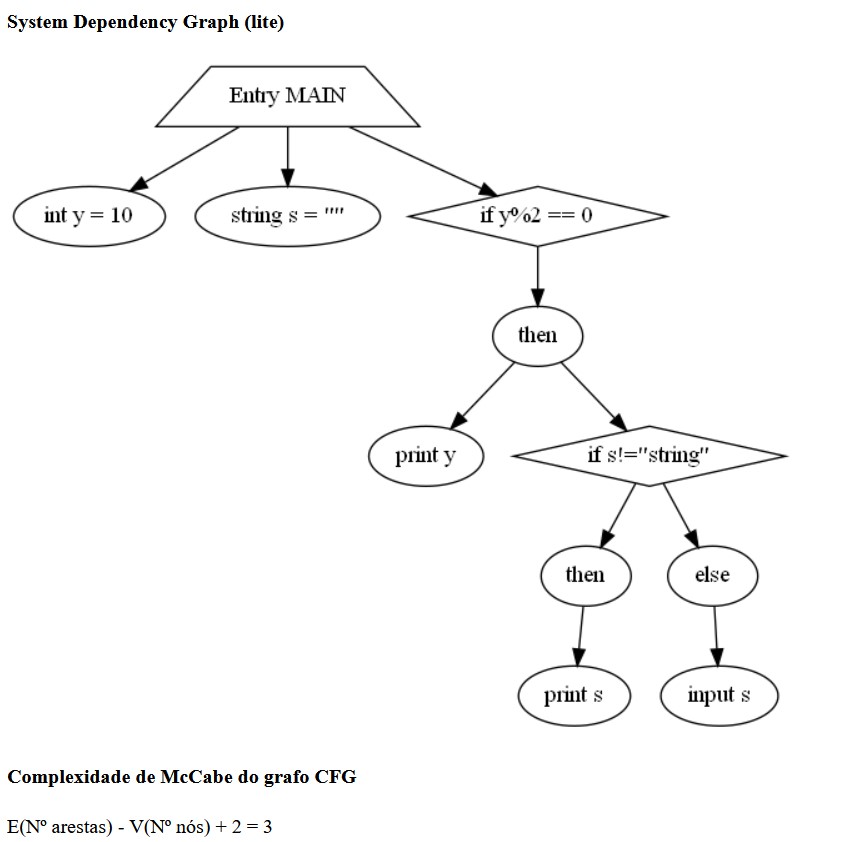 System Dependency Graph (lite)
Entry MAIN
int y = 10
string s = ""
if y%2 == 0
then
print y
if s!="string"
then
else
print s
input s
Complexidade de McCabe do grafo CFG
E(Nº arestas) - V(Nº nós) + 2 = 3